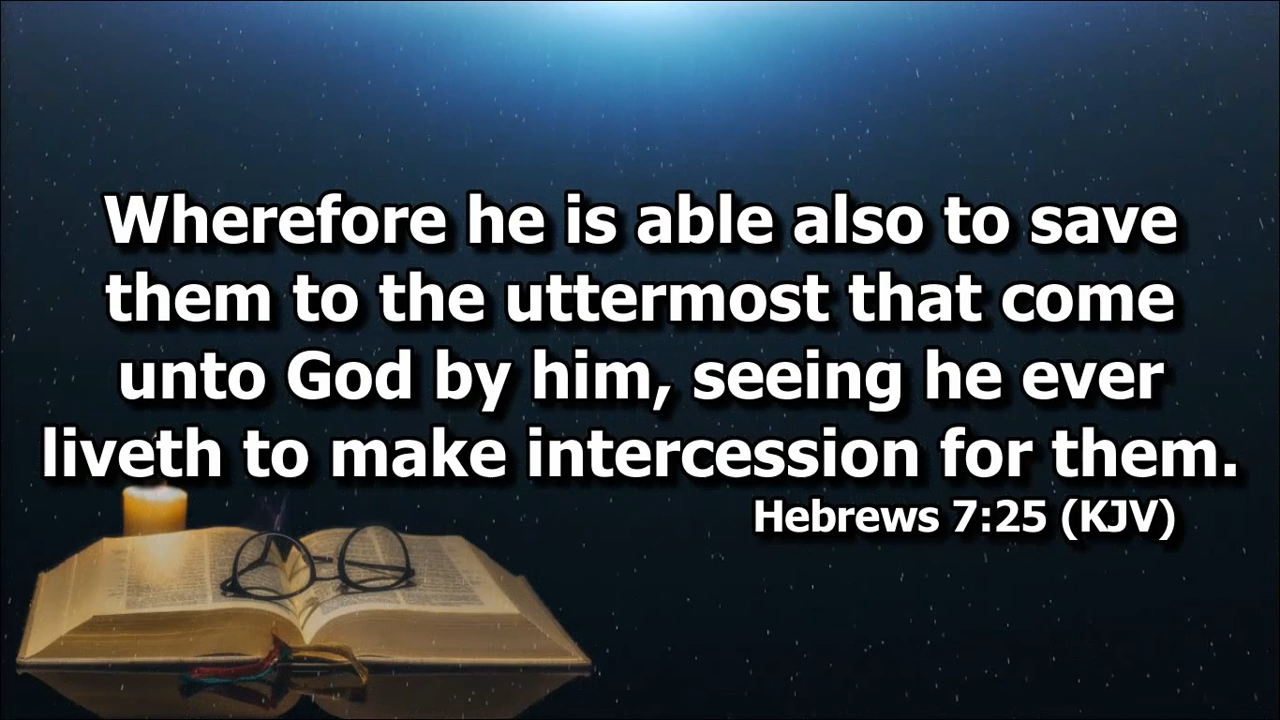 Wherefore he is able also to save
them to the uttermost that come
unto God by him, seeing he ever
liveth to make intercession for them.
Hebrews 7:25 (KJV)